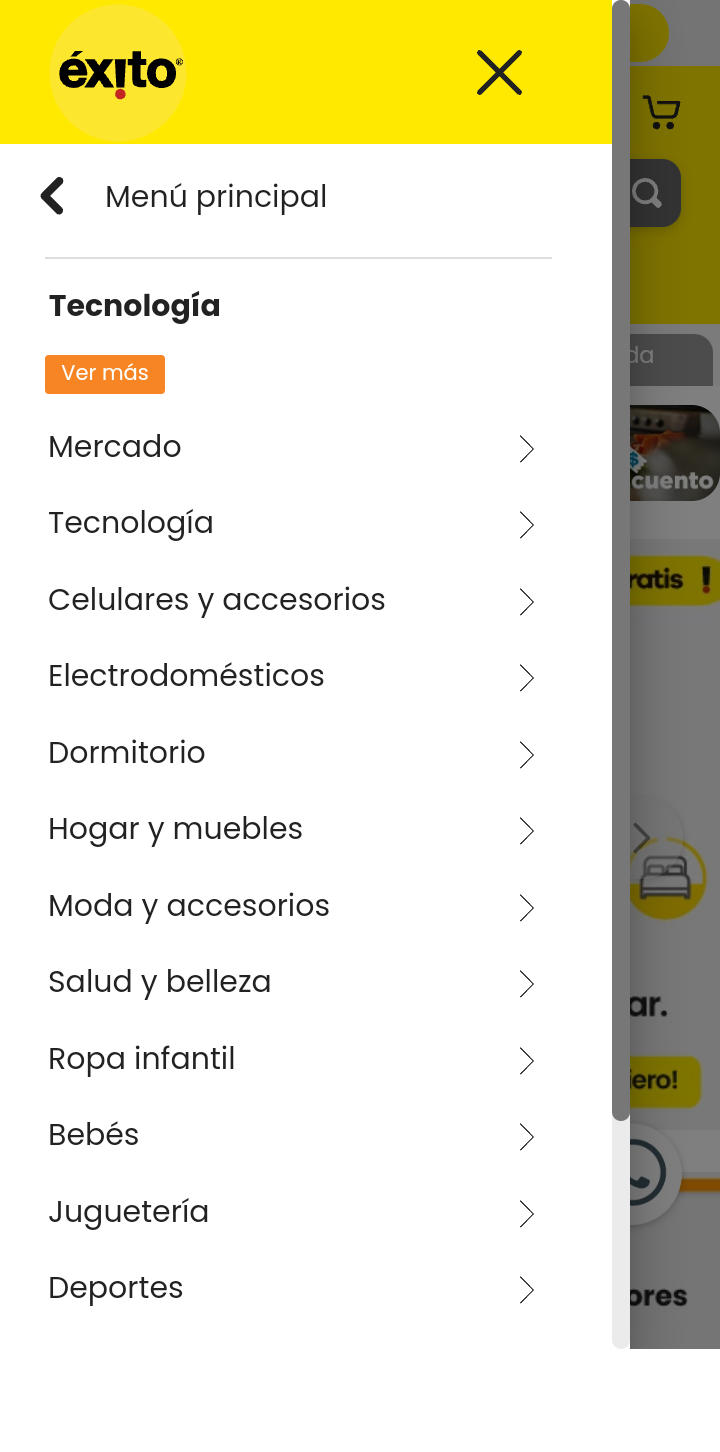 éxito®
Menú principal
Tecnología
Ver más
Mercado
Tecnología
Celulares y accesorios
Electrodomésticos
Dormitorio
Hogar y muebles
Moda y accesorios
Salud y belleza
Ropa infantil
Bebés
Juguetería
Deportes
da
cuento
ratis !
ar.
iero!
ores